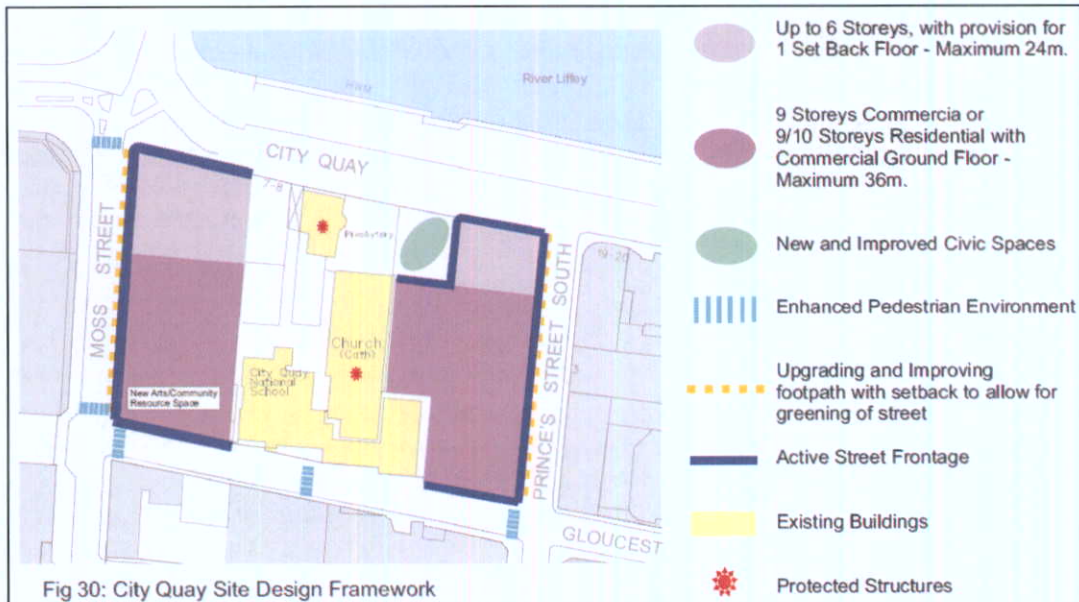 River Liffey
CITY QUAY
7-8
MOSS STREET
Church
(Cath)
City Quay
National
School
New Arts/Community
Resource Space
PRINCE'S STREET SOUTH
19-20
3
GLOUCEST
Fig 30: City Quay Site Design Framework
Up to 6 Storeys, with provision for
1 Set Back Floor - Maximum 24m.
9 Storeys Commercia or
9/10 Storeys Residential with
Commercial Ground Floor -
Maximum 36m.
New and Improved Civic Spaces
Enhanced Pedestrian Environment
Upgrading and Improving
footpath with setback to allow for
greening of street
Active Street Frontage
Existing Buildings
Protected Structures